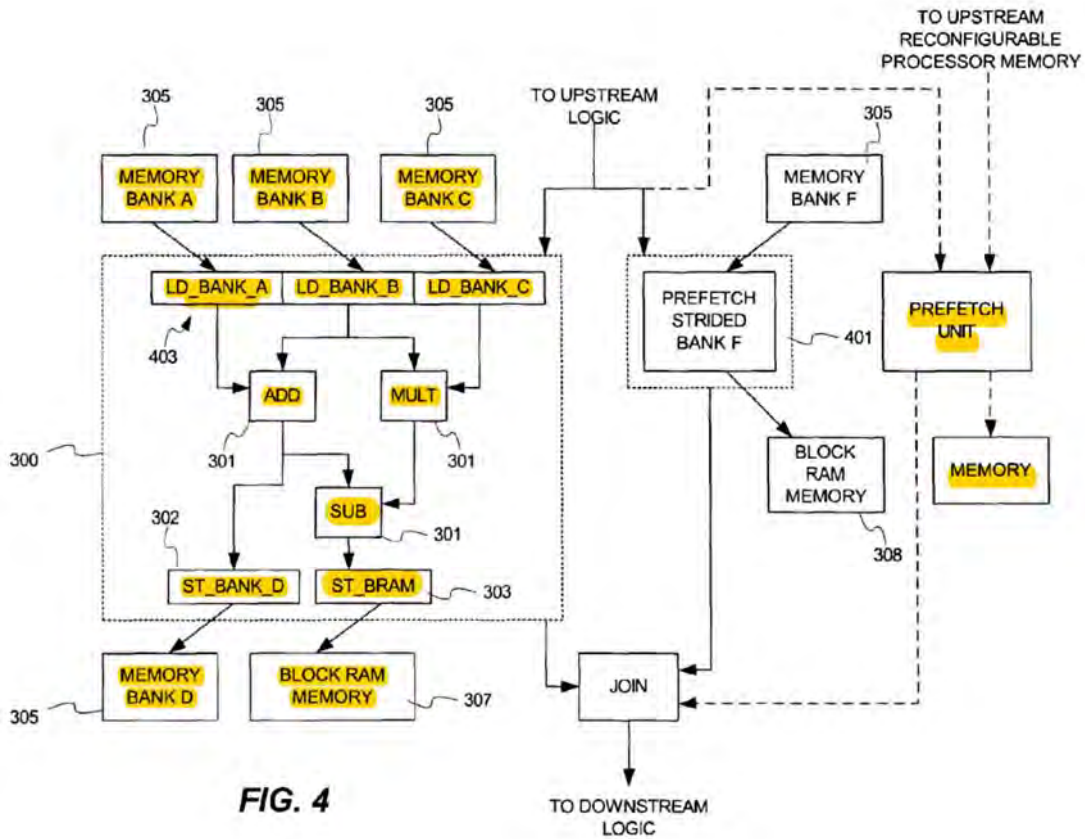 TO UPSTREAM
RECONFIGURABLE
PROCESSOR MEMORY
TO UPSTREAM
LOGIC
305
305
305
305
MEMORY
BANK A
MEMORY
BANK B
MEMORY
BANK C
MEMORY
BANK F
LD_BANK_A
LD_BANK_B
LD_BANK_C
403
PREFETCH
STRIDED
BANK F
401
PREFETCH
UNIT
ADD
MULT
301
301
300
BLOCK
RAM
MEMORY
308
MEMORY
SUB
301
302
ST_BANK_D
ST_BRAM
303
MEMORY
BANK D
305
BLOCK RAM
MEMORY
307
JOIN
FIG. 4
TO DOWNSTREAM
LOGIC